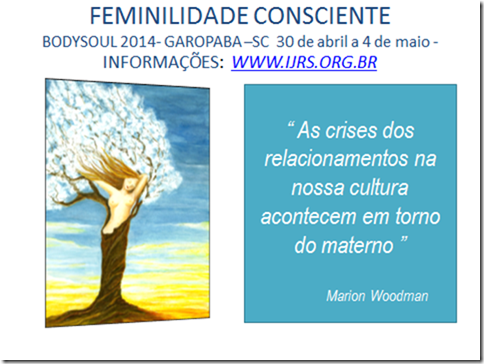 FEMINILIDADE CONSCIENTE
BODYSOUL 2014- GAROPABA –SC 30 de abril a 4 de maio -
INFORMAÇÕES: WWW.IJRS.ORG.BR
“ As crises dos
relacionamentos na
nossa cultura
acontecem em torno
do materno ”
Marion Woodman